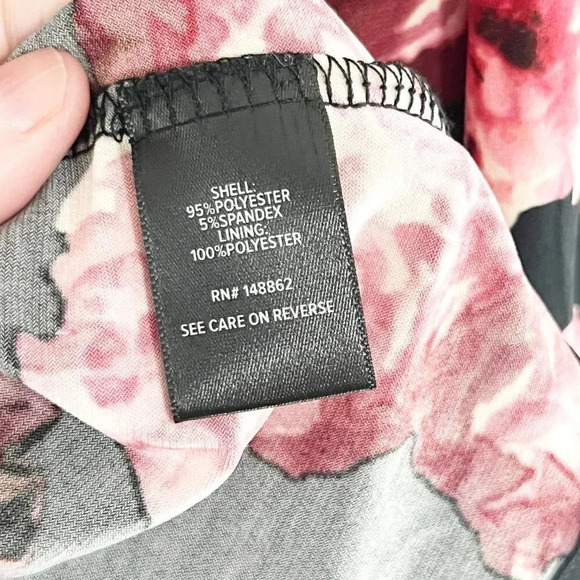 SHELL:
95%POLYESTER
5%SPANDEX
LINING:
100%POLYESTER
RN# 148862
SEE CARE ON REVERSE